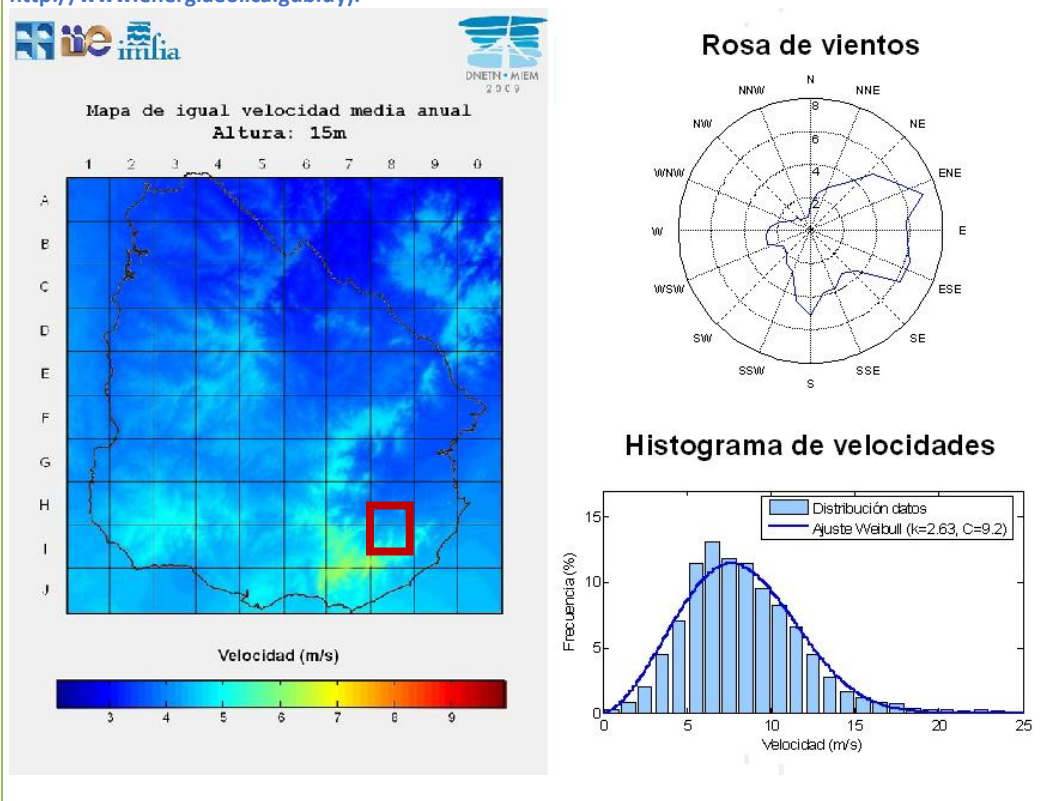 http://www.energiaeolica.gub.uy).
iie imfia
DNETN • MIEM
2009
Mapa de igual velocidad media anual
Altura: 15m
1 2 3 4 5 6 7 8 9 0
A
B
C
D
E
F
G
H
I
J
Velocidad (m/s)
3 4 5 6 7 8 9
Rosa de vientos
N
NNW NNE
8
NW NE
6
WNW 4 ENE
2
W E
WSW ESE
SW SE
SSW SSE
S
Histograma de velocidades
15
10
5
0
Frecuencia (%)
Distribución datos
Ajuste Weibull (k=2.63, C=9.2)
0 5 10 15 20 25
Velocidad (m/s)